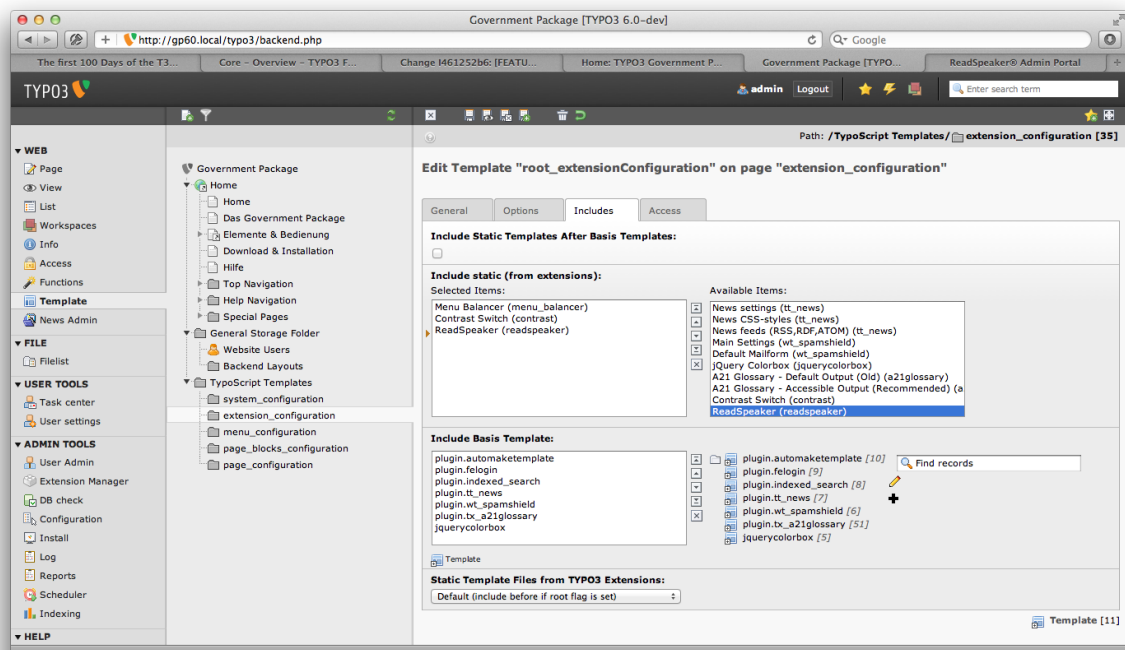 Government Package [TYPO3 6.0-dev]
http://gp60.local/typo3/backend.php
Google
The first 100 Days of the T3...
Core – Overview – TYPO3 F...
Change I461252b6: [FEATU...
Home: TYPO3 Government P...
Government Package [TYPO...
ReadSpeaker® Admin Portal
TYPO3
admin
Logout
Enter search term
Path: /TypoScript Templates/ extension_configuration [35]
WEB
Page
View
List
Workspaces
Info
Access
Functions
Template
News Admin
FILE
Filelist
USER TOOLS
Task center
User settings
ADMIN TOOLS
User Admin
Extension Manager
DB check
Configuration
Install
Log
Reports
Scheduler
Indexing
HELP
Government Package
Home
Home
Das Government Package
Elemente & Bedienung
Download & Installation
Hilfe
Top Navigation
Help Navigation
Special Pages
General Storage Folder
Website Users
Backend Layouts
TypoScript Templates
system_configuration
extension_configuration
menu_configuration
page_blocks_configuration
page_configuration
Edit Template "root_extensionConfiguration" on page "extension_configuration"
General
Options
Includes
Access
Include Static Templates After Basis Templates:
Include static (from extensions):
Selected Items:
Menu Balancer (menu_balancer)
Contrast Switch (contrast)
ReadSpeaker (readspeaker)
Available Items:
News settings (tt_news)
News CSS-styles (tt_news)
News feeds (RSS,RDF,ATOM) (tt_news)
Main Settings (wt_spamshield)
Default Mailform (wt_spamshield)
jQuery Colorbox (jquerycolorbox)
A21 Glossary - Default Output (Old) (a21glossary)
A21 Glossary - Accessible Output (Recommended) (a
Contrast Switch (contrast)
ReadSpeaker (readspeaker)
Include Basis Template:
plugin.automaketemplate
plugin.felogin
plugin.indexed_search
plugin.tt_news
plugin.wt_spamshield
plugin.tx_a21glossary
jquerycolorbox
plugin.automaketemplate [10]
plugin.felogin [9]
plugin.indexed_search [8]
plugin.tt_news [7]
plugin.wt_spamshield [6]
plugin.tx_a21glossary [51]
jquerycolorbox [5]
Find records
Template
Static Template Files from TYPO3 Extensions:
Default (include before if root flag is set)
Template [11]